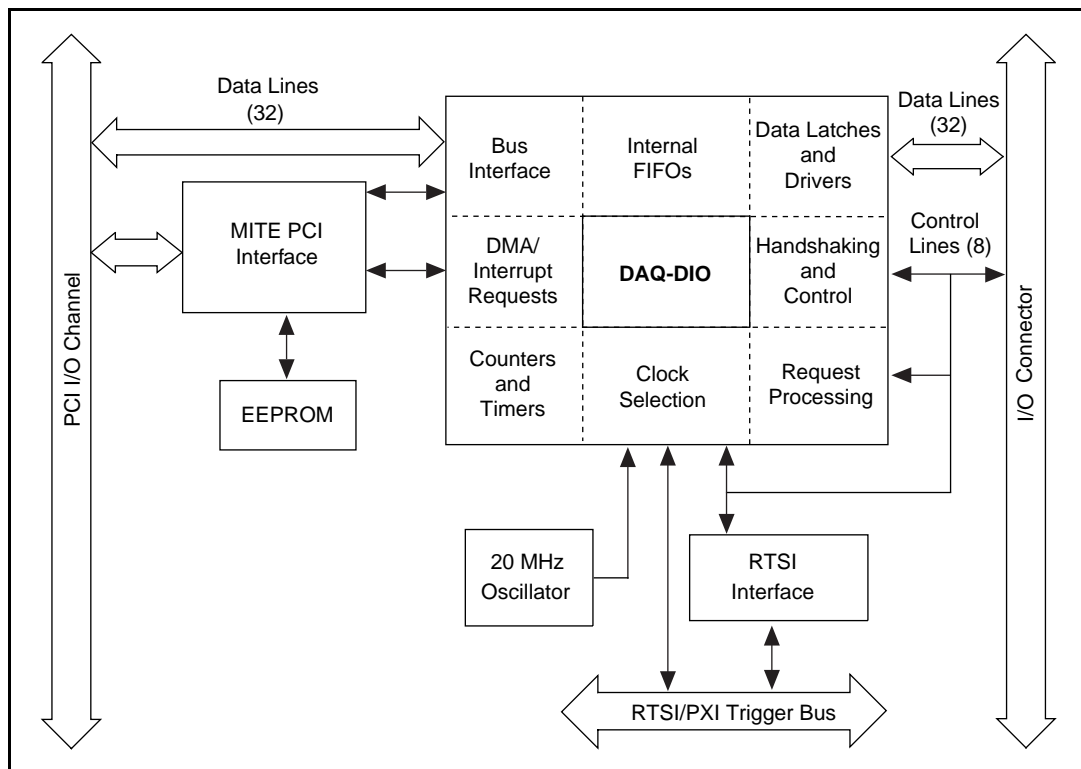 Data Lines
(32)
Data Lines
(32)
Bus
Interface
Internal
FIFOs
Data Latches
and
Drivers
MITE PCI
Interface
DMA/
Interrupt
Requests
DAQ-DIO
Handshaking
and
Control
Control
Lines (8)
PCI I/O Channel
I/O Connector
EEPROM
Counters
and
Timers
Clock
Selection
Request
Processing
20 MHz
Oscillator
RTSI
Interface
RTSI/PXI Trigger Bus